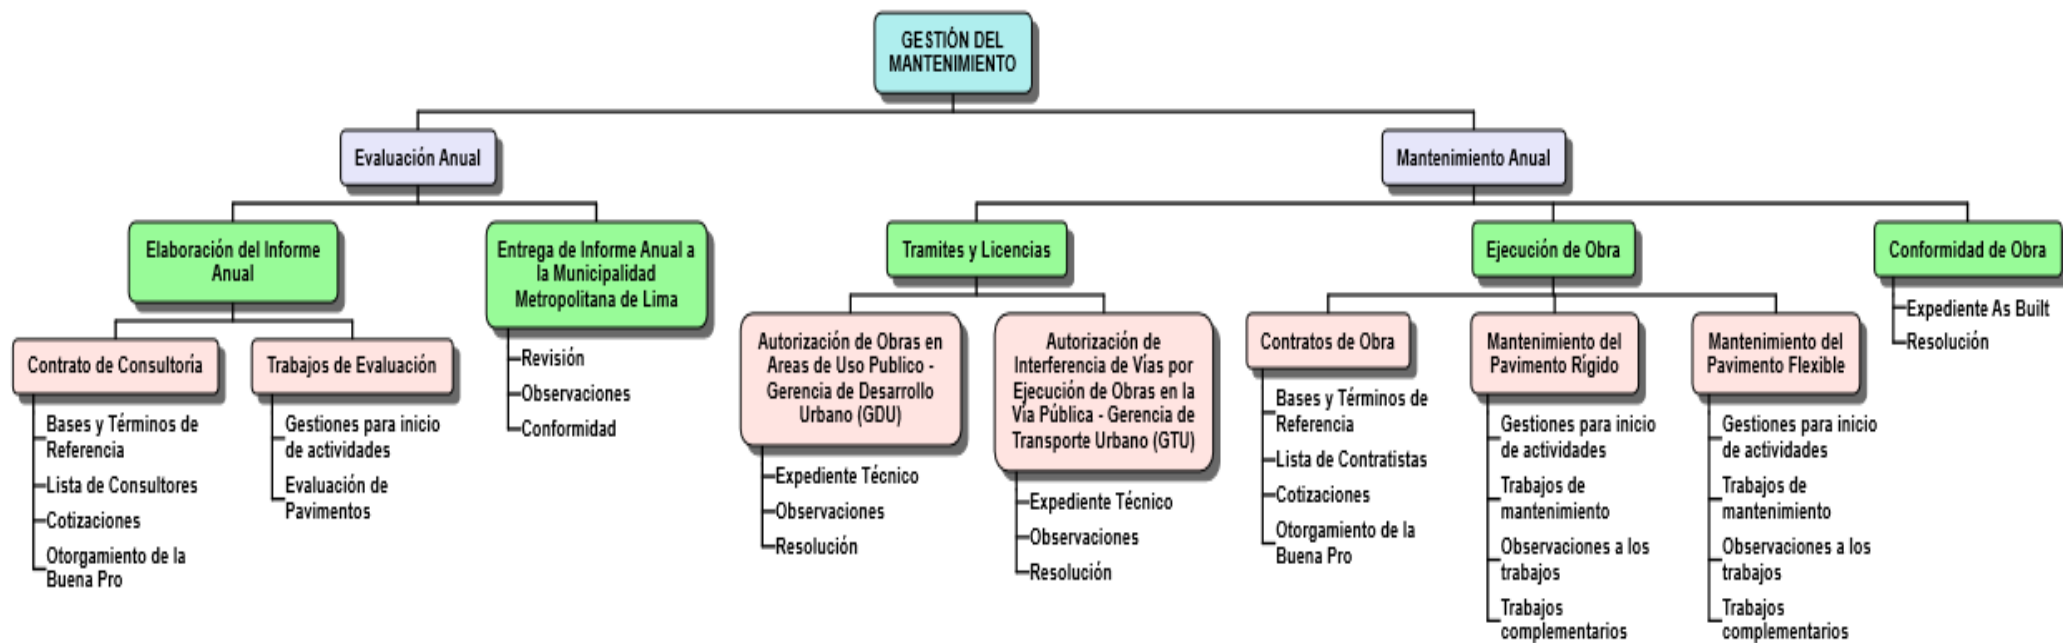 GESTIÓN DEL
MANTENIMIENTO
Evaluación Anual
Mantenimiento Anual
Elaboración del Informe
Anual
Entrega de Informe Anual a
la Municipalidad
Metropolitana de Lima
Tramites y Licencias
Ejecución de Obra
Conformidad de Obra
Contrato de Consultoría
Bases y Términos de
Referencia
Lista de Consultores
Cotizaciones
Otorgamiento de la
Buena Pro
Trabajos de Evaluación
Gestiones para inicio
de actividades
Evaluación de
Pavimentos
Revisión
Observaciones
Conformidad
Autorización de Obras en
Areas de Uso Publico -
Gerencia de Desarrollo
Urbano (GDU)
Expediente Técnico
Observaciones
Resolución
Autorización de
Interferencia de Vías por
Ejecución de Obras en la
Vía Pública - Gerencia de
Transporte Urbano (GTU)
Expediente Técnico
Observaciones
Resolución
Contratos de Obra
Bases y Términos de
Referencia
Lista de Contratistas
Cotizaciones
Otorgamiento de la
Buena Pro
Mantenimiento del
Pavimento Rígido
Gestiones para inicio
de actividades
Trabajos de
mantenimiento
Observaciones a los
trabajos
Trabajos
complementarios
Mantenimiento del
Pavimento Flexible
Gestiones para inicio
de actividades
Trabajos de
mantenimiento
Observaciones a los
trabajos
Trabajos
complementarios
Expediente As Built
Resolución